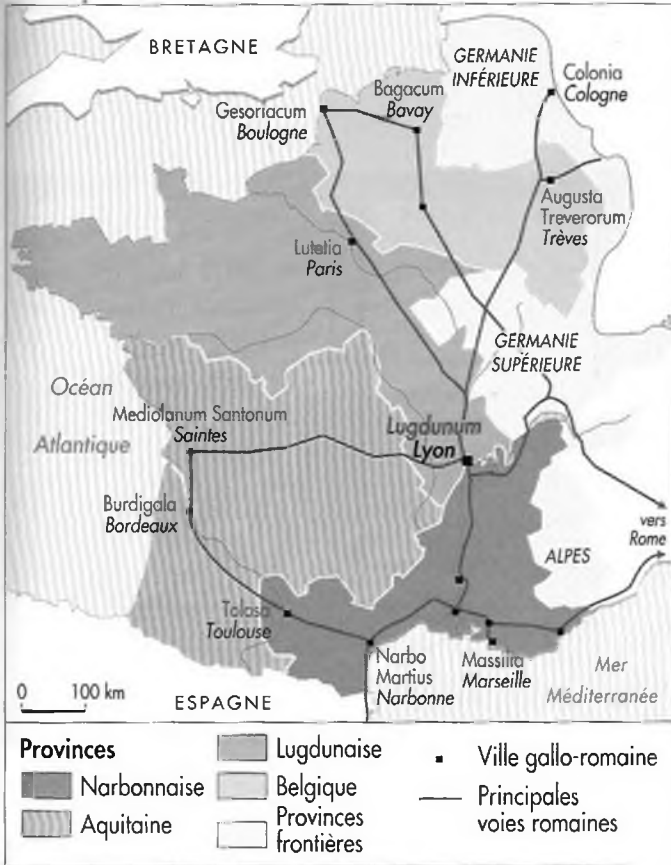 BRETAGNE
GERMANIE
INFÉRIEURE
Colonia
Cologne
Bagacum
Bavay
Gesoriacum
Boulogne
Augusta
Treverorum
Trèves
Lutetia
Paris
GERMANIE
SUPÉRIEURE
Océan
Atlantique
Mediolanum Santonum
Saintes
Lugdunum
Lyon
Burdigala
Bordeaux
vers
Rome
ALPES
Tolosa
Toulouse
Narbo
Martius
Narbonne
Massilia
Marseille
Mer
Méditerranée
0 100 km
ESPAGNE
Provinces
Narbonnaise
Aquitaine
Lugdunaise
Belgique
Provinces
frontières
Ville gallo-romaine
Principales
voies romaines